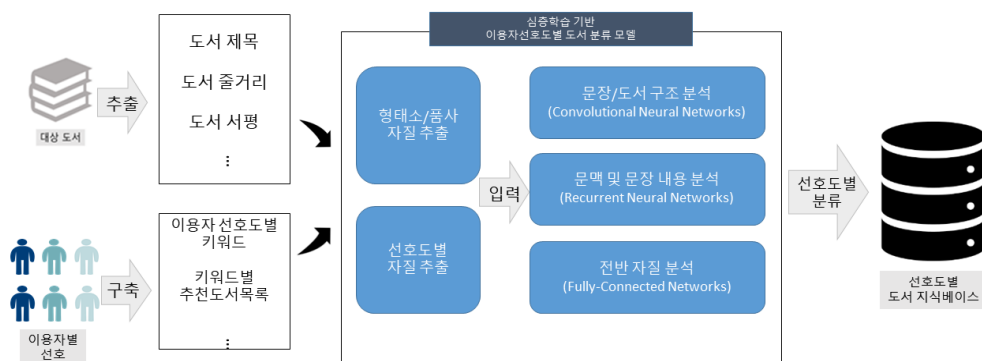 대상 도서
추출
도서 제목
도서 줄거리
도서 서평
⋮
이용자별
선호
구축
이용자 선호도별
키워드
키워드별
추천도서목록
⋮
심층학습 기반
이용자선호도별 도서 분류 모델
형태소/품사
자질 추출
선호도별
자질 추출
입력
문장/도서 구조 분석
(Convolutional Neural Networks)
문맥 및 문장 내용 분석
(Recurrent Neural Networks)
전반 자질 분석
(Fully-Connected Networks)
선호도별
분류
선호도별
도서 지식베이스